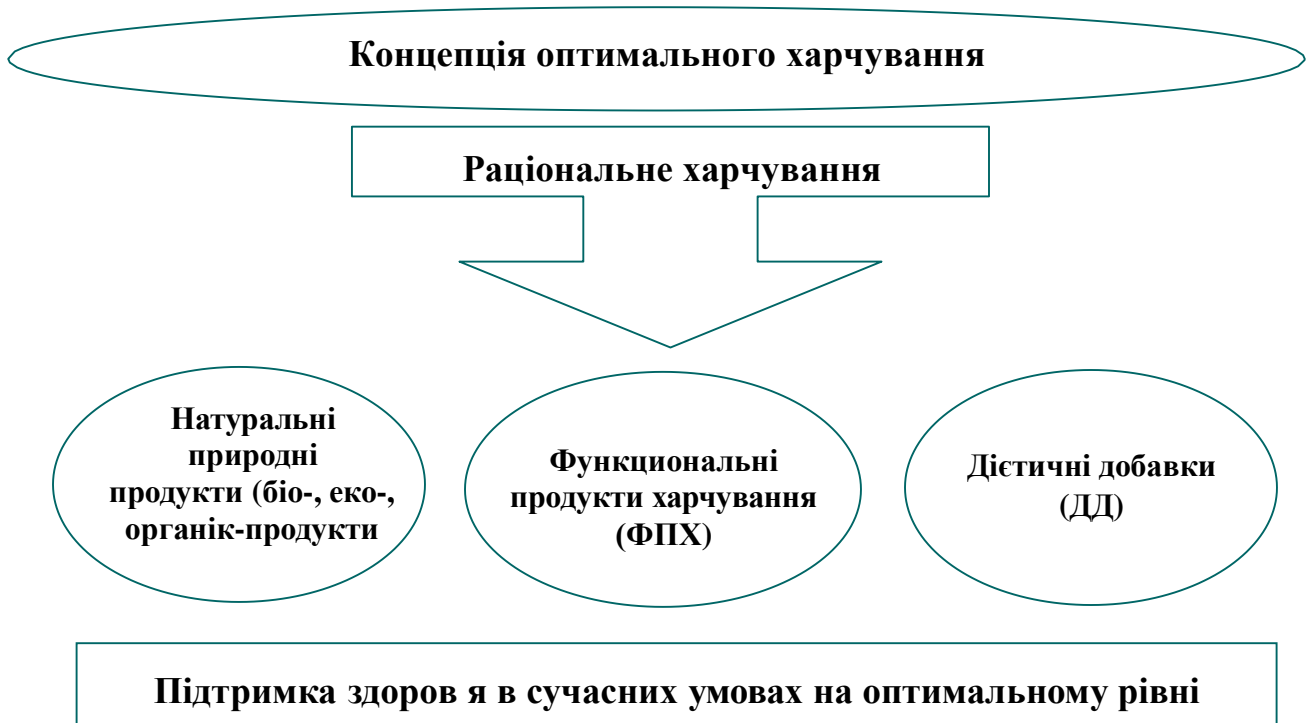 Концепція оптимального харчування
Раціональне харчування
Натуральні
природні
продукти (біо-, еко-,
органік-продукти
Функциональні
продукти харчування
(ФПХ)
Дієтичні добавки
(ДД)
Підтримка здоров я в сучасних умовах на оптимальному рівні